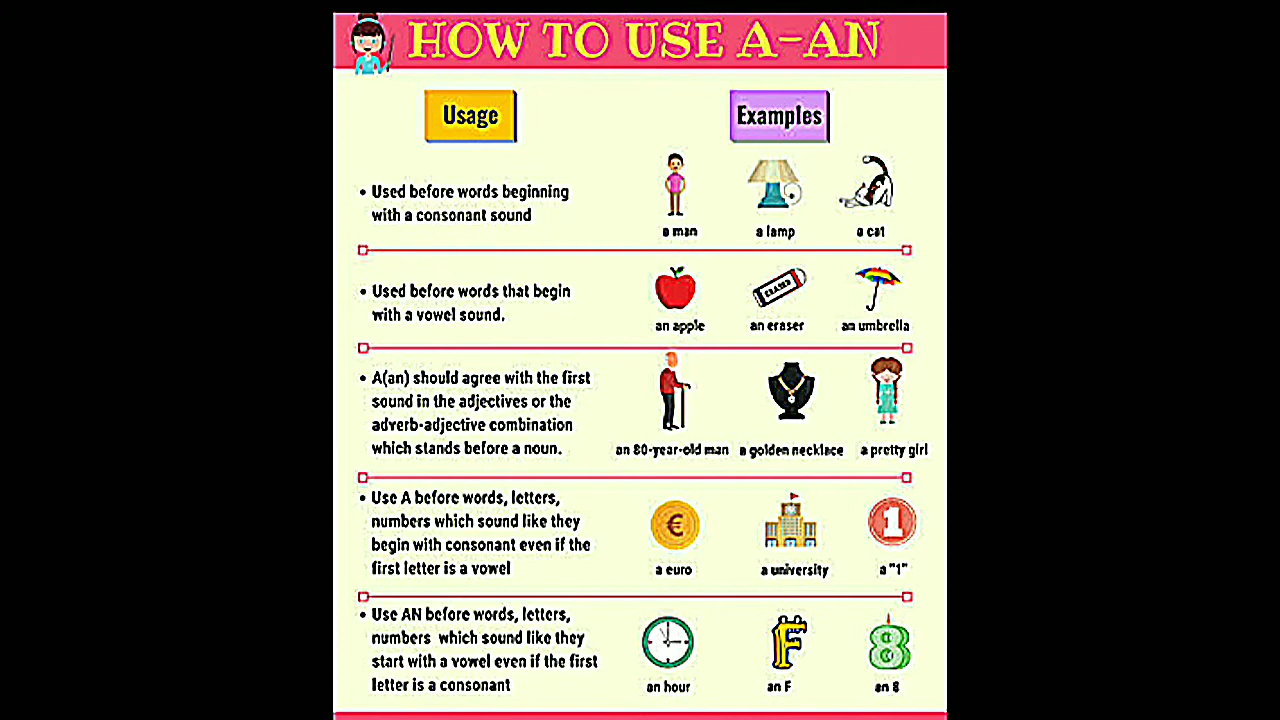 HOW TO USE A-AN
Usage
Examples
• Used before words beginning
with a consonant sound
a man
a lamp
a cat
• Used before words that begin
with a vowel sound.
ERASER
an apple
an eraser
an umbrella
• A(an) should agree with the first
sound in the adjectives or the
adverb-adjective combination
which stands before a noun.
an 80-year-old man
a golden necklace
a pretty girl
• Use A before words, letters,
numbers which sound like they
begin with consonant even if the
first letter is a vowel
€
1
a euro
a university
a "1"
• Use AN before words, letters,
numbers which sound like they
start with a vowel even if the first
letter is a consonant
F
8
an hour
an F
an 8